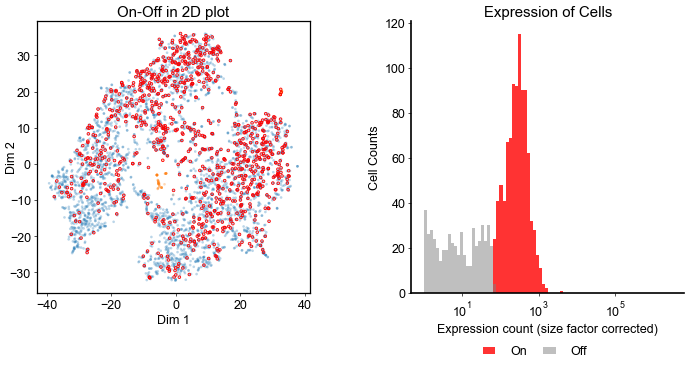 On-Off in 2D plot
30
20
10
0
−10
−20
−30
−40
−20
0
20
40
Dim 2
Dim 1
Expression of Cells
120
100
80
60
40
20
0
10^1
10^3
10^5
Cell Counts
Expression count (size factor corrected)
On
Off